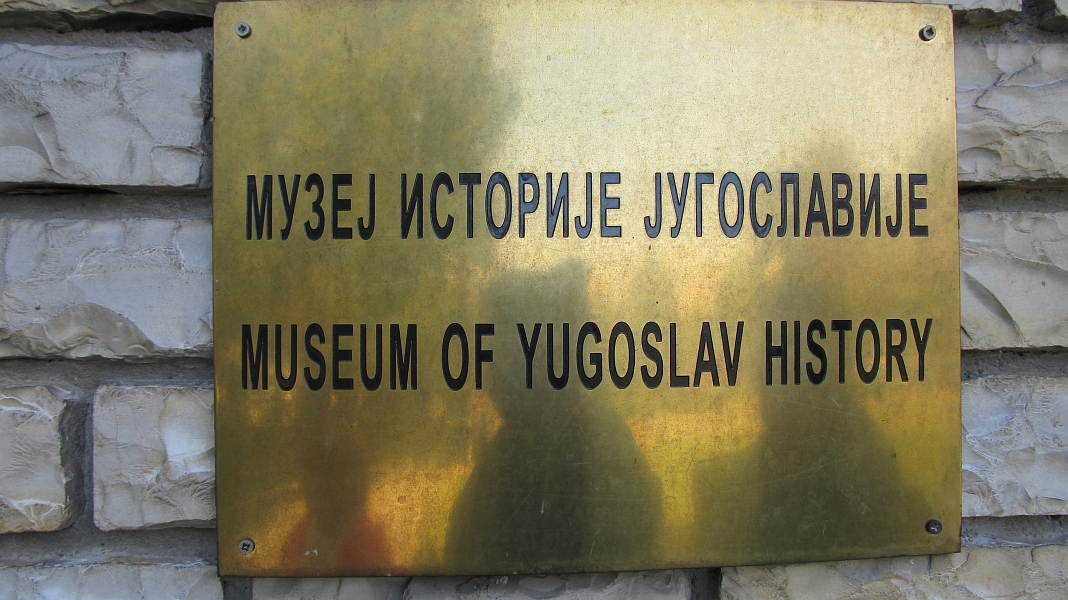 МУЗЕЈ ИСТОРИЈЕ ЈУГОСЛАВИЈЕ
MUSEUM OF YUGOSLAV HISTORY